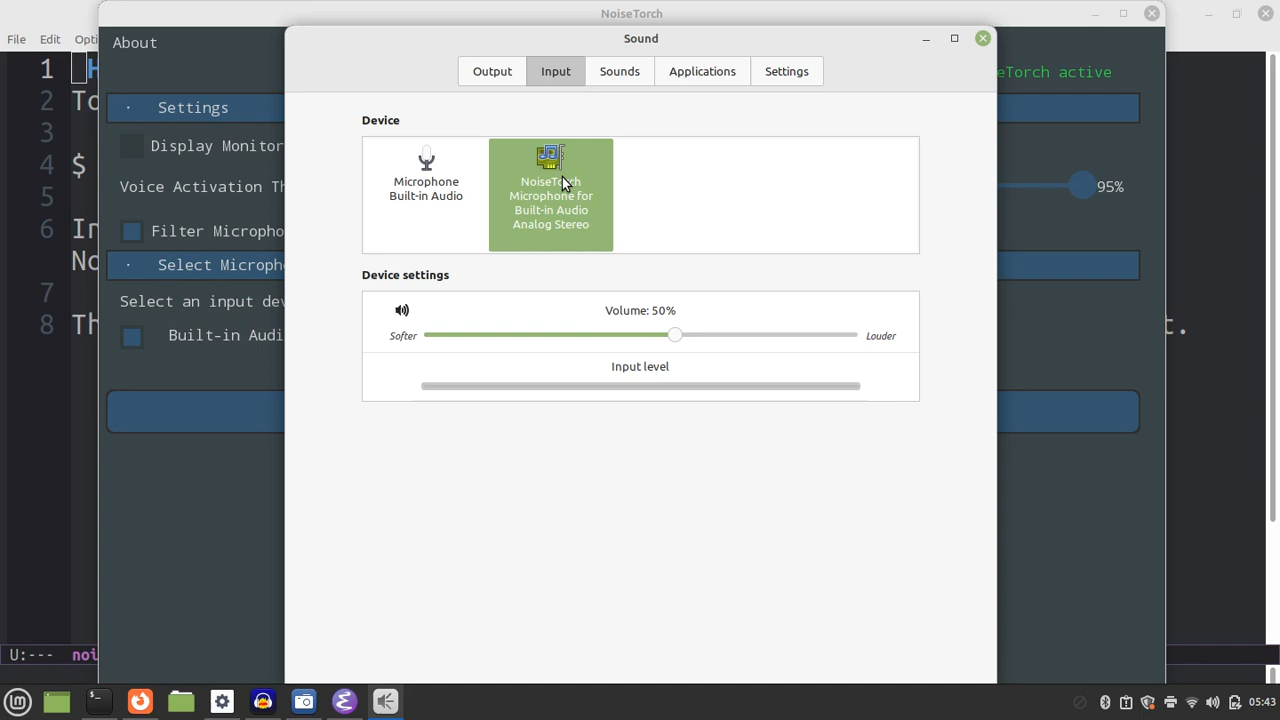 NoiseTorch
File Edit Opti
About
Sound
Output Input Sounds Applications Settings
eTorch active
1
2 To
3
4 $
5
6 In
No
7
8 Th
t.
· Settings
Display Monitor
Voice Activation Th
95%
Filter Micropho
· Select Microph
Select an input dev
Built-in Audi
Device
Microphone
Built-in Audio
NoiseTorch
Microphone for
Built-in Audio
Analog Stereo
Device settings
Volume: 50%
Softer Louder
Input level
U:--- noi
05:43